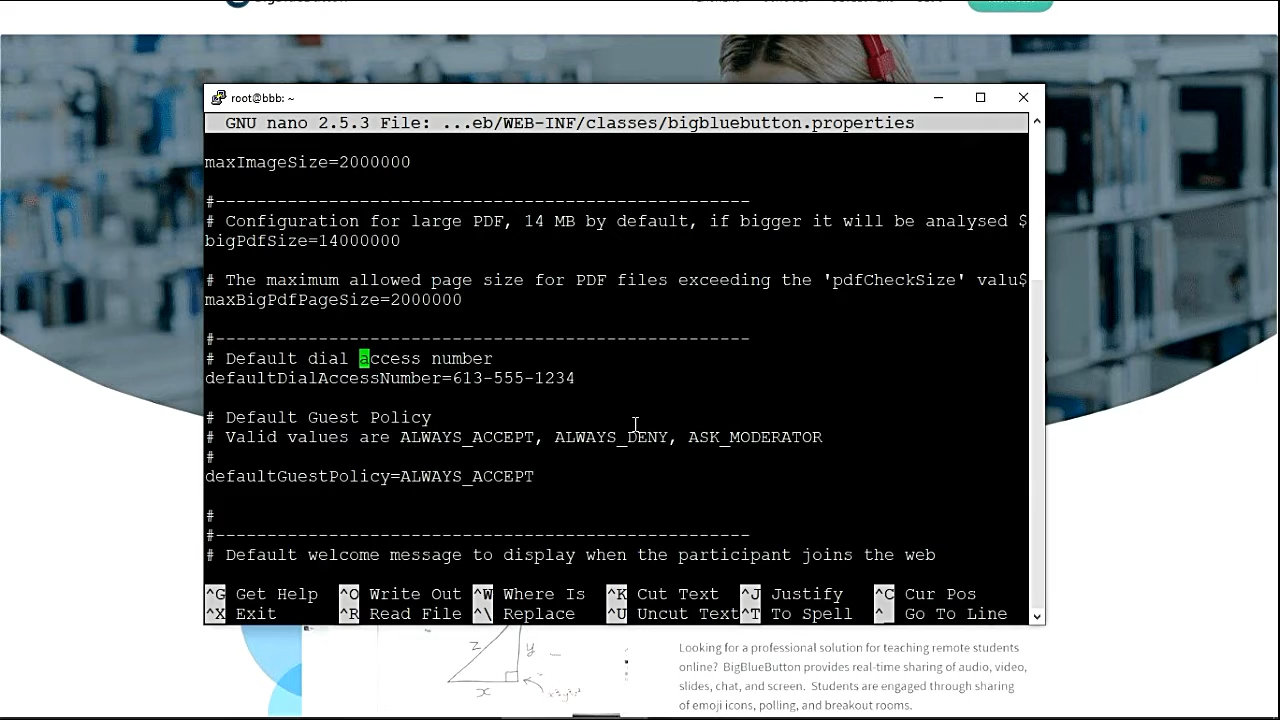 root@bbb: ~
GNU nano 2.5.3 File: ...eb/WEB-INF/classes/bigbluebutton.properties
maxImageSize=2000000
#----------------------------------------------------
# Configuration for large PDF, 14 MB by default, if bigger it will be analysed $
bigPdfSize=14000000
# The maximum allowed page size for PDF files exceeding the 'pdfCheckSize' valu$
maxBigPdfPageSize=2000000
#----------------------------------------------------
# Default dial access number
defaultDialAccessNumber=613-555-1234
# Default Guest Policy
# Valid values are ALWAYS_ACCEPT, ALWAYS_DENY, ASK_MODERATOR
#
defaultGuestPolicy=ALWAYS_ACCEPT
#
#----------------------------------------------------
# Default welcome message to display when the participant joins the web
^G Get Help ^O Write Out ^W Where Is ^K Cut Text ^J Justify ^C Cur Pos
^X Exit ^R Read File ^\ Replace ^U Uncut Text ^T To Spell ^_ Go To Line
z
y
x
Looking for a professional solution for teaching remote students
online? BigBlueButton provides real-time sharing of audio, video,
slides, chat, and screen. Students are engaged through sharing
of emoji icons, polling, and breakout rooms.